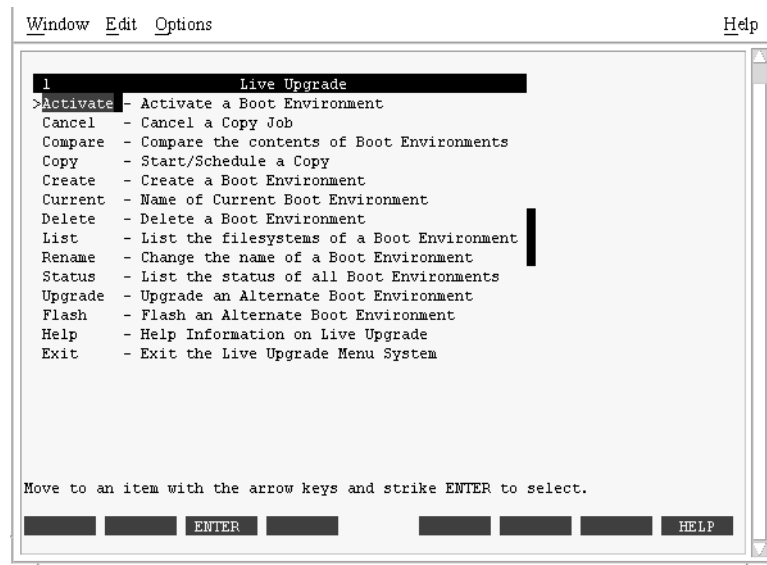 Window Edit Options Help
1 Live Upgrade
>Activate - Activate a Boot Environment
Cancel - Cancel a Copy Job
Compare - Compare the contents of Boot Environments
Copy - Start/Schedule a Copy
Create - Create a Boot Environment
Current - Name of Current Boot Environment
Delete - Delete a Boot Environment
List - List the filesystems of a Boot Environment
Rename - Change the name of a Boot Environment
Status - List the status of all Boot Environments
Upgrade - Upgrade an Alternate Boot Environment
Flash - Flash an Alternate Boot Environment
Help - Help Information on Live Upgrade
Exit - Exit the Live Upgrade Menu System
Move to an item with the arrow keys and strike ENTER to select.
ENTER HELP